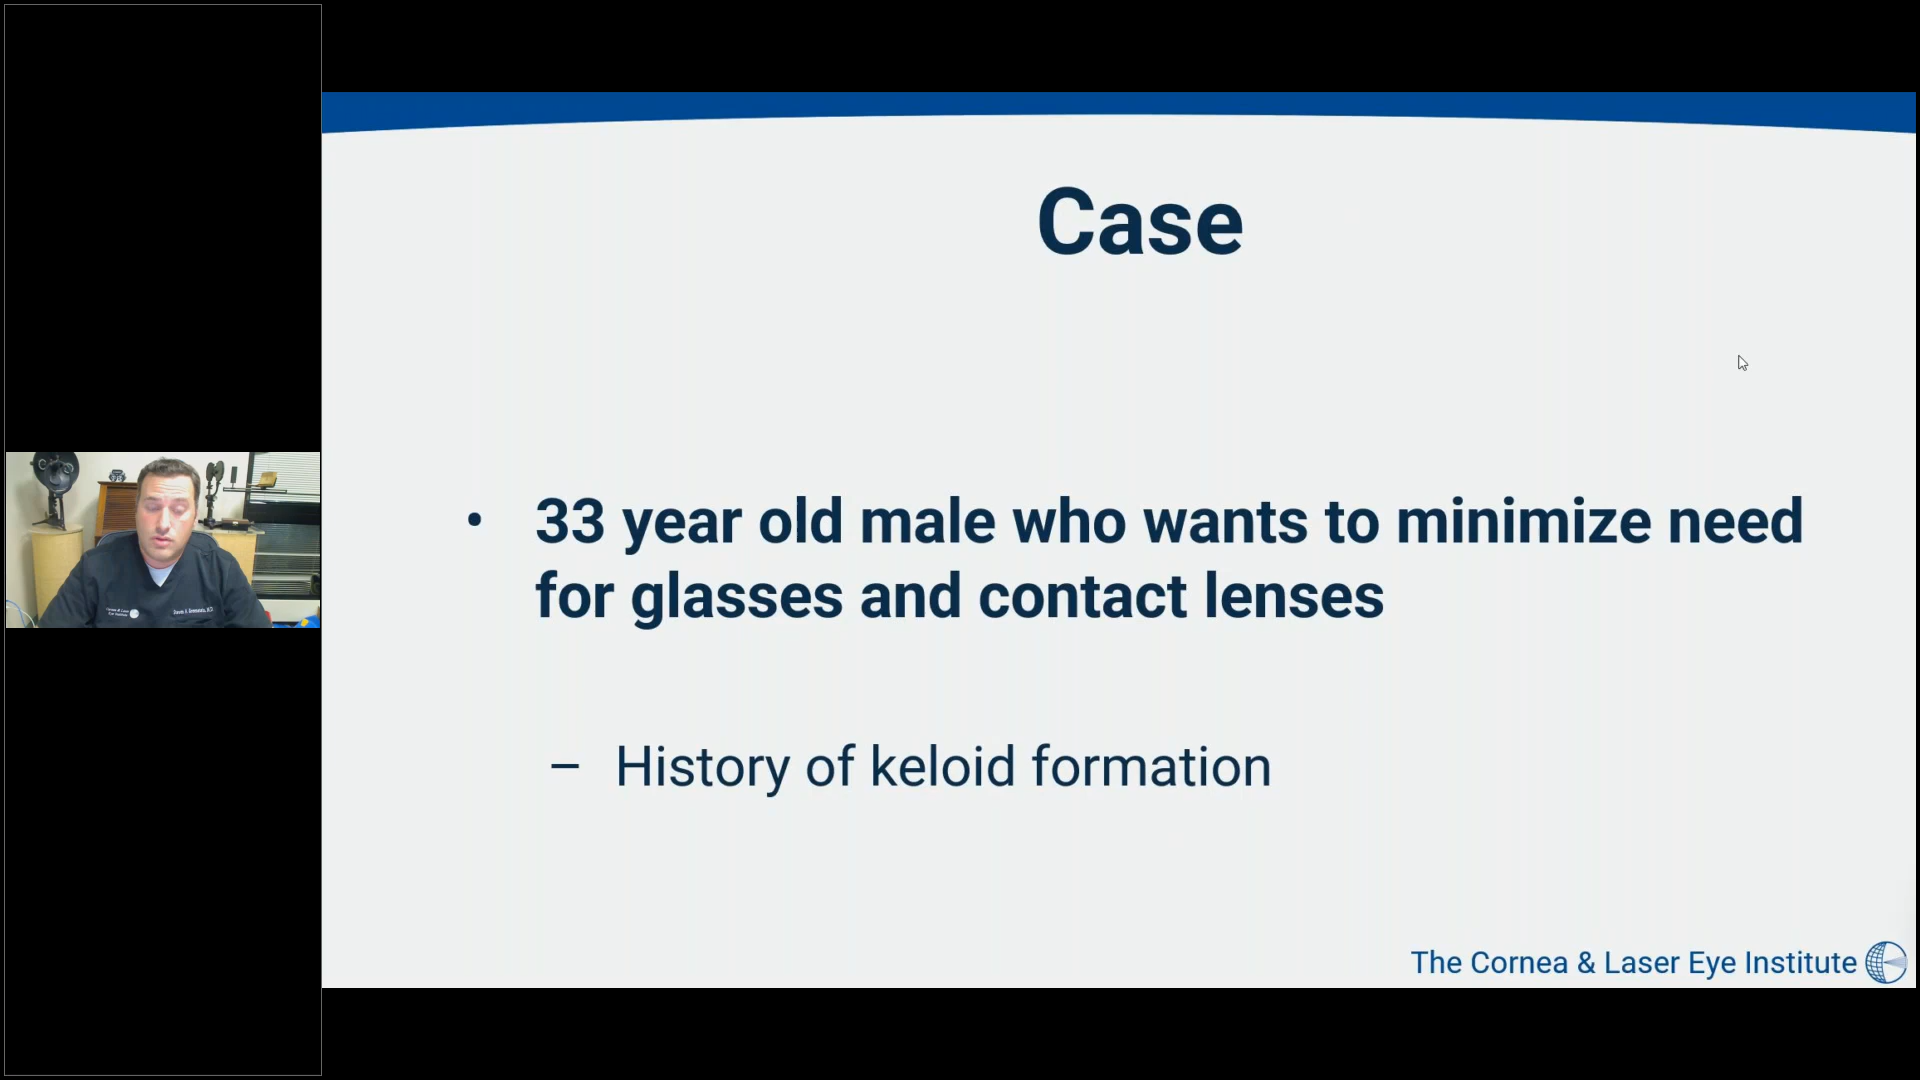 Case
• 33 year old male who wants to minimize need
for glasses and contact lenses
– History of keloid formation
The Cornea & Laser Eye Institute